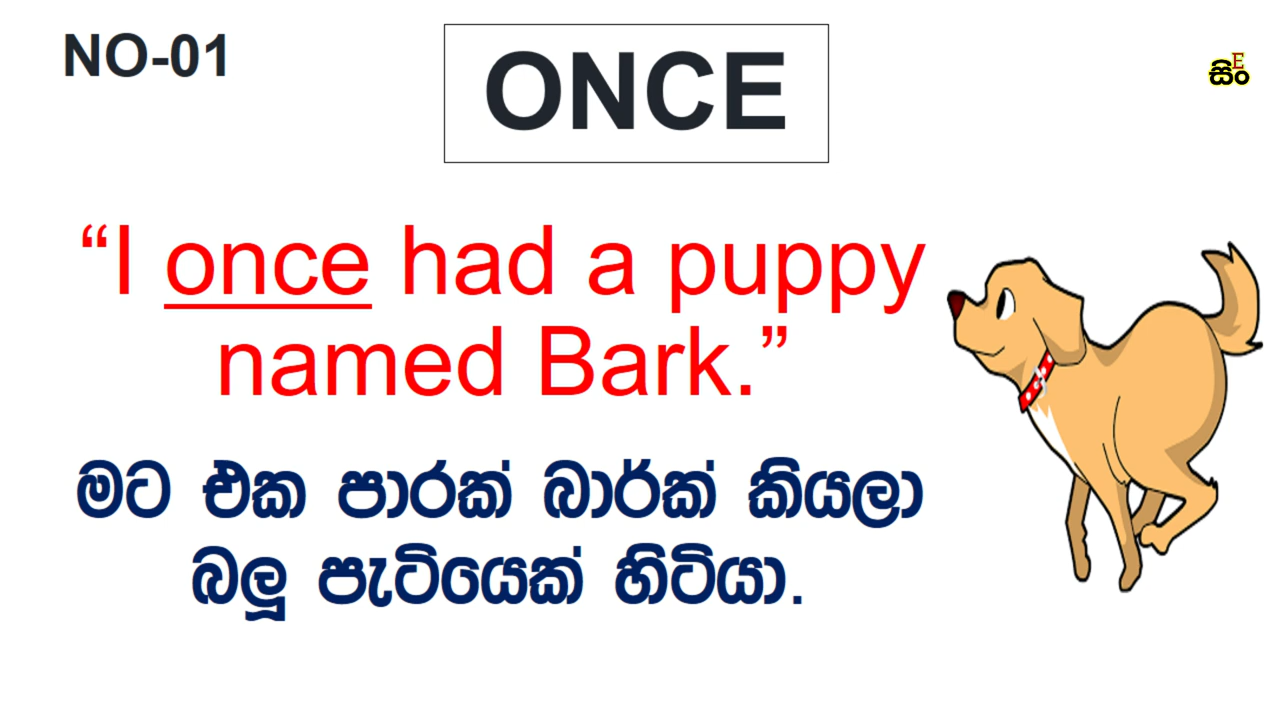 NO-01
ONCE
E
සිං
“I once had a puppy
named Bark.”
මට එක පාරක් බාර්ක් කියලා
බලූ පැටියෙක් හිටියා.